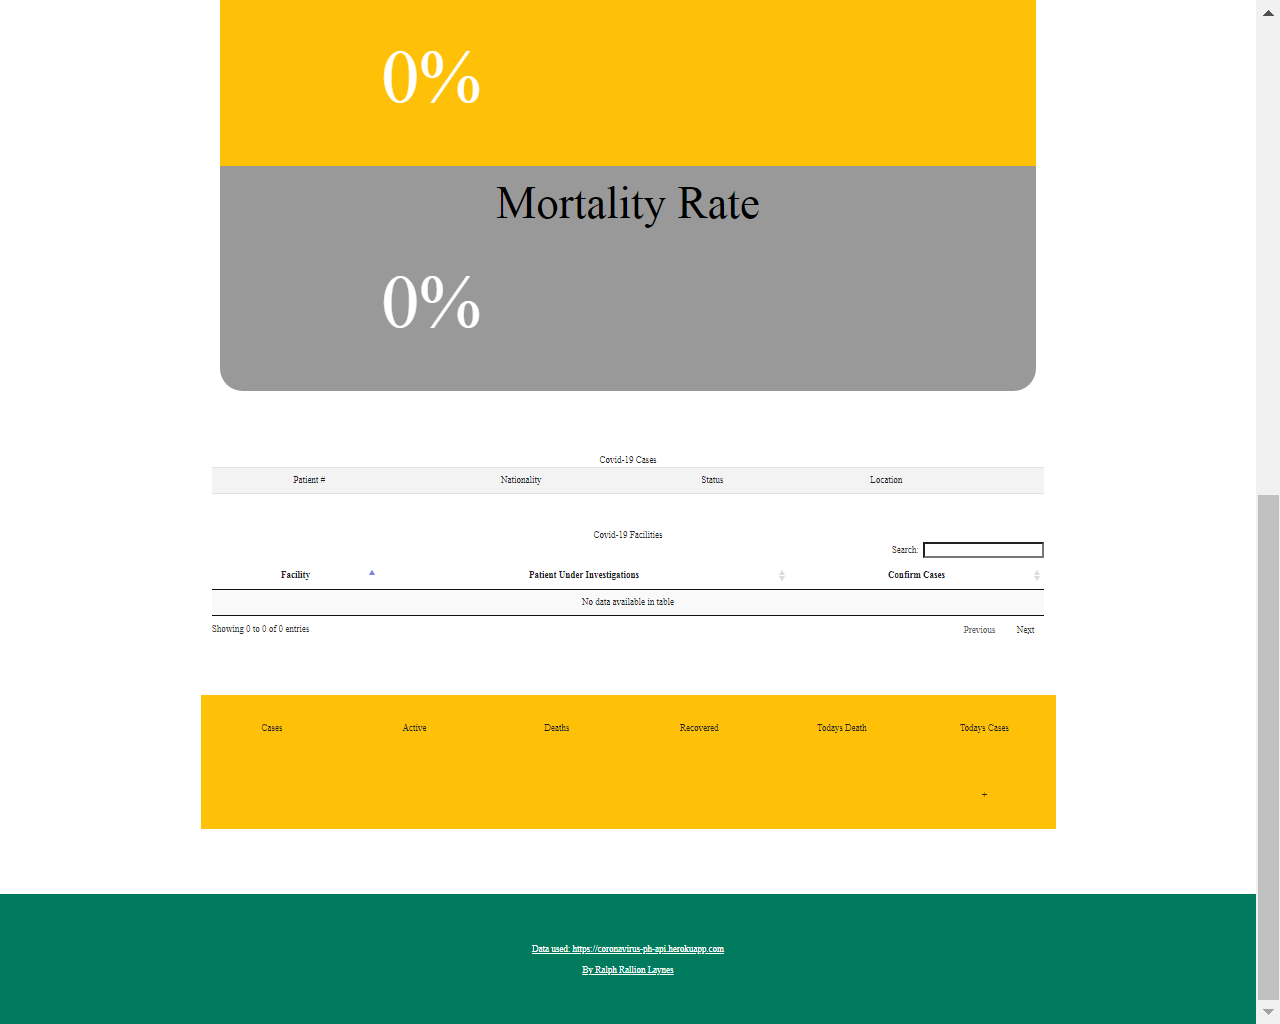 0%
Mortality Rate
0%
Covid-19 Cases
Patient # Nationality Status Location
Covid-19 Facilities
Search:
Facility Patient Under Investigations Confirm Cases
No data available in table
Showing 0 to 0 of 0 entries Previous Next
Cases Active Deaths Recovered Todays Death Todays Cases
+
Data used: https://coronavirus-ph-api.herokuapp.com
By Ralph Rallion Laynes